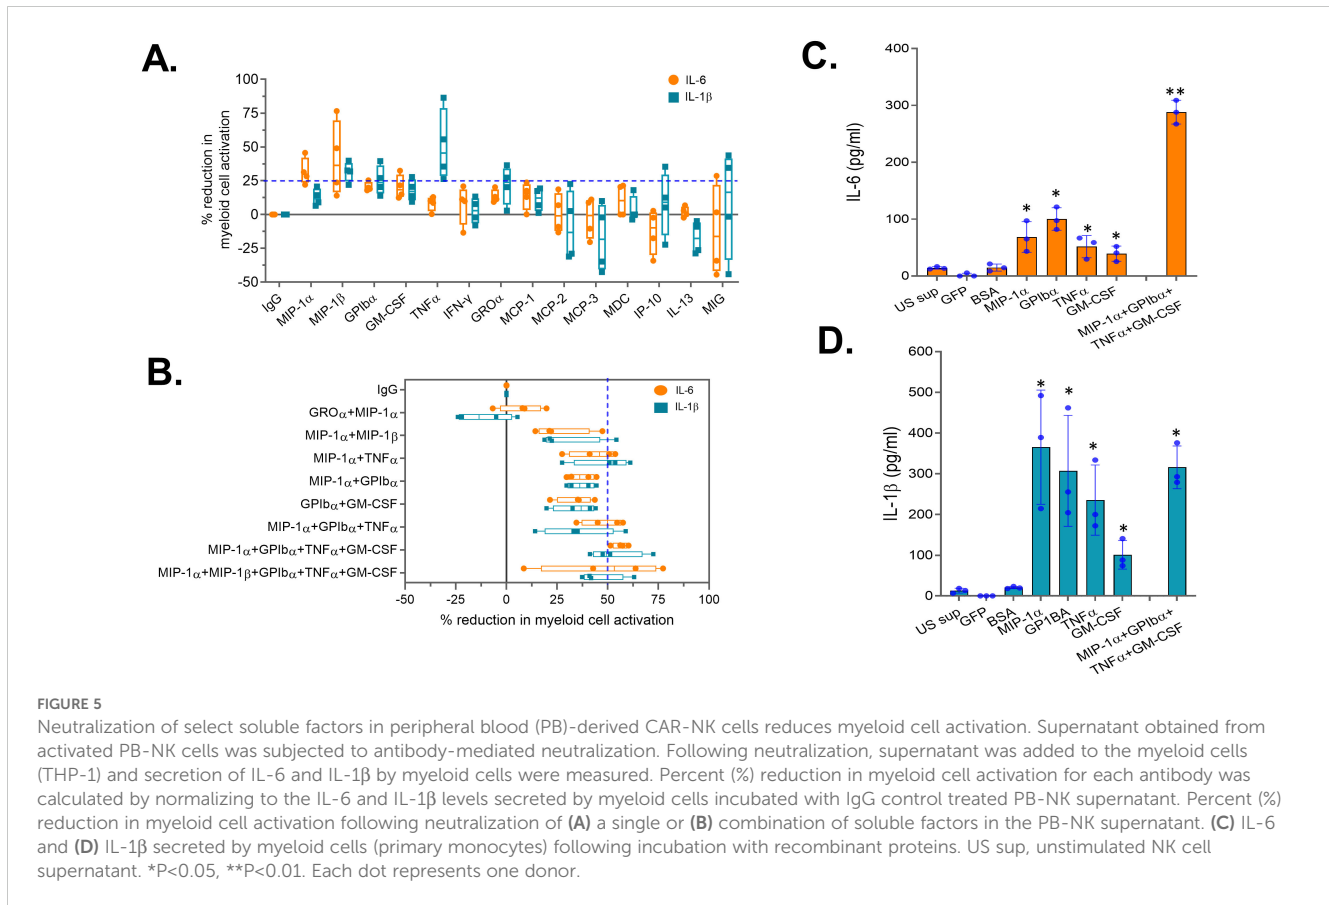 A.
100
75
50
25
0
-25
-50
% reduction in
myeloid cell activation
IL-6
IL-1β
IgG
MIP-1α
MIP-1β
GPIbα
GM-CSF
TNFα
IFN-γ
GROα
MCP-1
MCP-2
MCP-3
MDC
IP-10
IL-13
MIG
B.
IgG
GROα+MIP-1α
MIP-1α+MIP-1β
MIP-1α+TNFα
MIP-1α+GPIbα
GPIbα+GM-CSF
MIP-1α+GPIbα+TNFα
MIP-1α+GPIbα+TNFα+GM-CSF
MIP-1α+MIP-1β+GPIbα+TNFα+GM-CSF
IL-6
IL-1β
-50
-25
0
25
50
75
100
% reduction in myeloid cell activation
C.
400
300
200
100
0
IL-6 (pg/ml)
*
*
*
*
**
US sup
GFP
BSA
MIP-1α
GPIbα
TNFα
GM-CSF
MIP-1α+GPIbα+
TNFα+GM-CSF
D.
600
500
400
300
200
100
0
IL-1β (pg/ml)
*
*
*
*
*
US sup
GFP
BSA
MIP-1α
GP1BA
TNFα
GM-CSF
MIP-1α+GPIbα+
TNFα+GM-CSF
FIGURE 5
Neutralization of select soluble factors in peripheral blood (PB)-derived CAR-NK cells reduces myeloid cell activation. Supernatant obtained from
activated PB-NK cells was subjected to antibody-mediated neutralization. Following neutralization, supernatant was added to the myeloid cells
(THP-1) and secretion of IL-6 and IL-1β by myeloid cells were measured. Percent (%) reduction in myeloid cell activation for each antibody was
calculated by normalizing to the IL-6 and IL-1β levels secreted by myeloid cells incubated with IgG control treated PB-NK supernatant. Percent (%)
reduction in myeloid cell activation following neutralization of (A) a single or (B) combination of soluble factors in the PB-NK supernatant. (C) IL-6
and (D) IL-1β secreted by myeloid cells (primary monocytes) following incubation with recombinant proteins. US sup, unstimulated NK cell
supernatant. *P<0.05, **P<0.01. Each dot represents one donor.